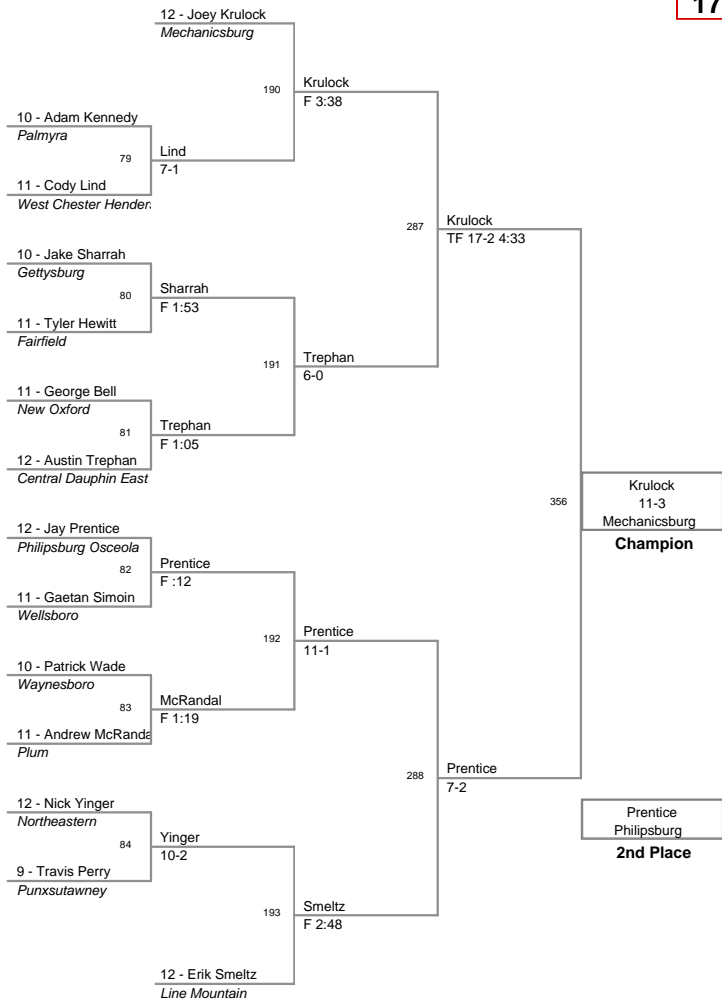 17
12 - Joey Krulock
Mechanicsburg
190
Krulock
F 3:38
10 - Adam Kennedy
Palmyra
79
Lind
7-1
11 - Cody Lind
West Chester Hender
287
Krulock
TF 17-2 4:33
10 - Jake Sharrah
Gettysburg
80
Sharrah
F 1:53
11 - Tyler Hewitt
Fairfield
191
Trephan
6-0
11 - George Bell
New Oxford
81
Trephan
F 1:05
12 - Austin Trephan
Central Dauphin East
356
Krulock
11-3
Mechanicsburg
Champion
12 - Jay Prentice
Philipsburg Osceola
82
Prentice
F :12
11 - Gaetan Simoin
Wellsboro
192
Prentice
11-1
10 - Patrick Wade
Waynesboro
83
McRandal
F 1:19
11 - Andrew McRanda
Plum
288
Prentice
7-2
12 - Nick Yinger
Northeastern
84
Yinger
10-2
9 - Travis Perry
Punxsutawney
Prentice
Philipsburg
2nd Place
193
Smeltz
F 2:48
12 - Erik Smeltz
Line Mountain